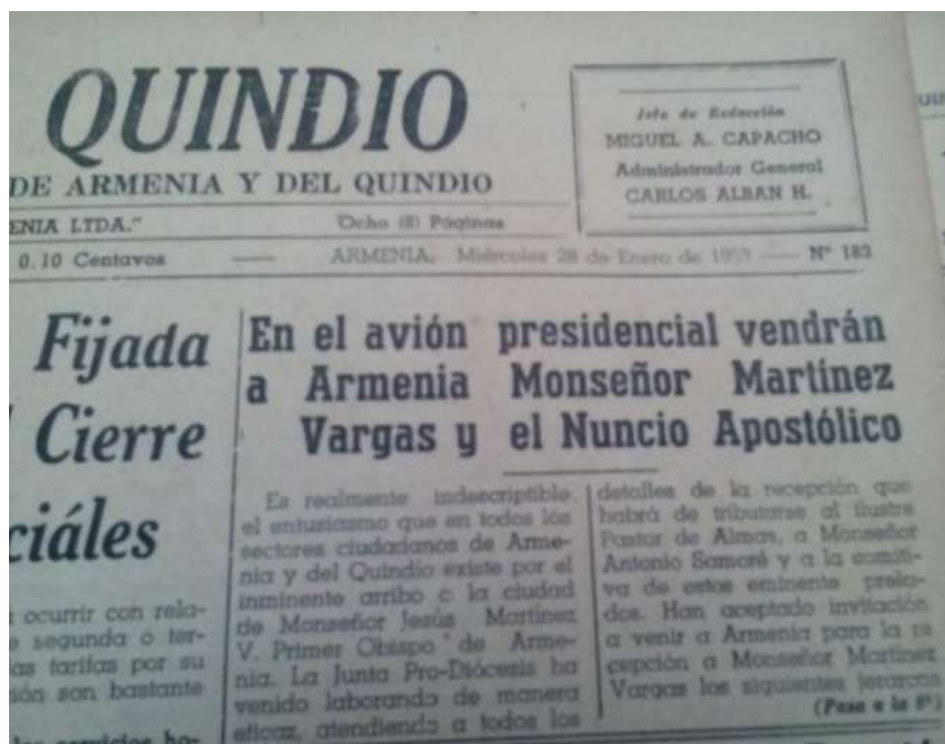 QUINDIO
DE ARMENIA Y DEL QUINDIO
Jefe de Redacción
MIGUEL A. CAPACHO
Administrador General
CARLOS ALBAN H.
ENIA LTDA."
Ocho (8) Páginas
0.10 Centavos — ARMENIA, Miércoles 28 de Enero de 1953 — Nº 183
Fijada
Cierre
ciáles
ocurrir con rela-
segunda o ter-
as tarifas por su
ión son bastante
servicios ho-
En el avión presidencial vendrán
a Armenia Monseñor Martínez
Vargas y el Nuncio Apostólico
Es realmente indescriptible
el entusiasmo que en todos los
sectores ciudadanos de Arme-
nia y del Quindío existe por el
inminente arribo a la ciudad
de Monseñor Jesús Martínez
V. Primer Obispo de Arme-
nia. La Junta Pro-Diócesis ha
venido laborando de manera
eficaz, atendiendo a todos los
detalles de la recepción que
habrá de tributarse al ilustre
Pastor de Almas, a Monseñor
Antonio Samoré y a la comiti-
va de estos eminente prela-
dos. Han aceptado invitación
a venir a Armenia para la re
cepción a Monseñor Martínez
Vargas los siguientes jerarcas
(Pasa a la 8ª)